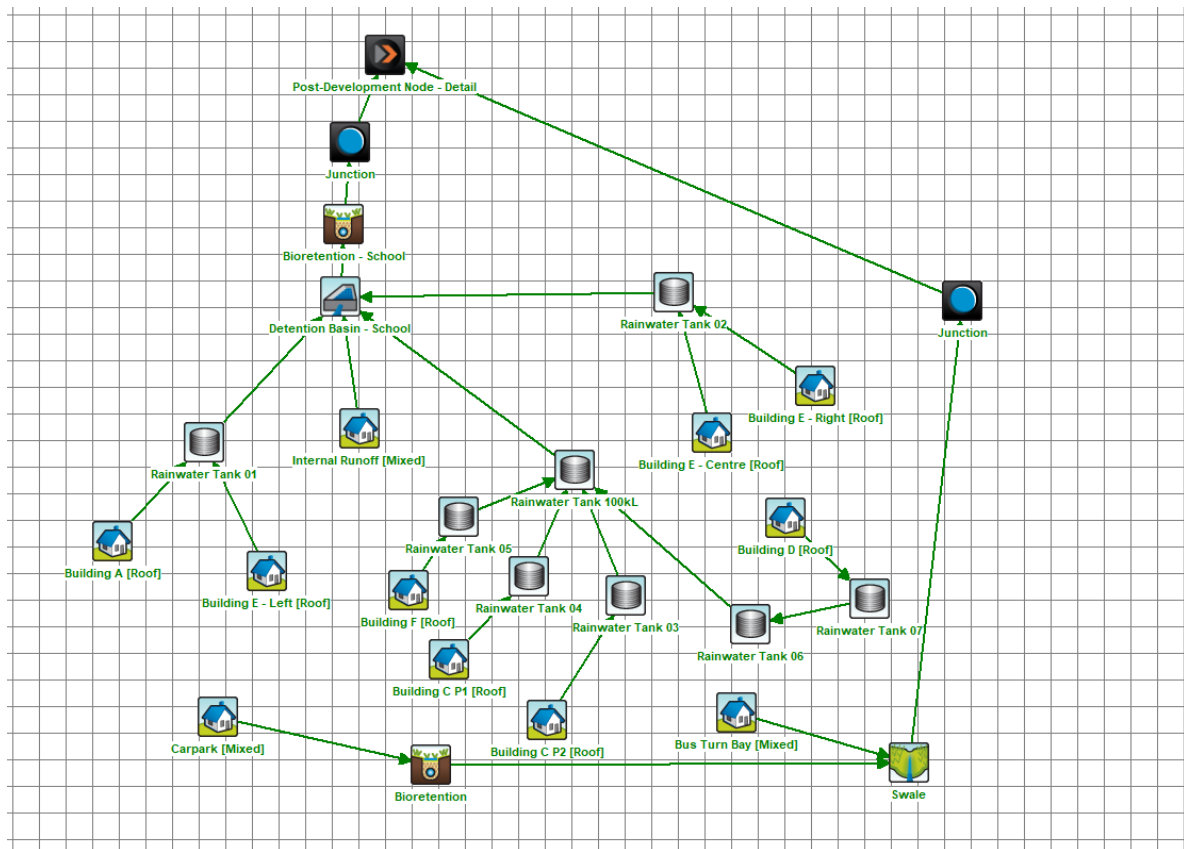 Post-Development Node - Detail
Junction
Bioretention - School
Detention Basin - School
Rainwater Tank 02
Junction
Building E - Right [Roof]
Internal Runoff [Mixed]
Building E - Centre [Roof]
Rainwater Tank 01
Rainwater Tank 100kL
Rainwater Tank 05
Building D [Roof]
Building A [Roof]
Building E - Left [Roof]
Rainwater Tank 04
Building F [Roof]
Rainwater Tank 03
Rainwater Tank 07
Rainwater Tank 06
Building C P1 [Roof]
Carpark [Mixed]
Building C P2 [Roof]
Bus Turn Bay [Mixed]
Bioretention
Swale